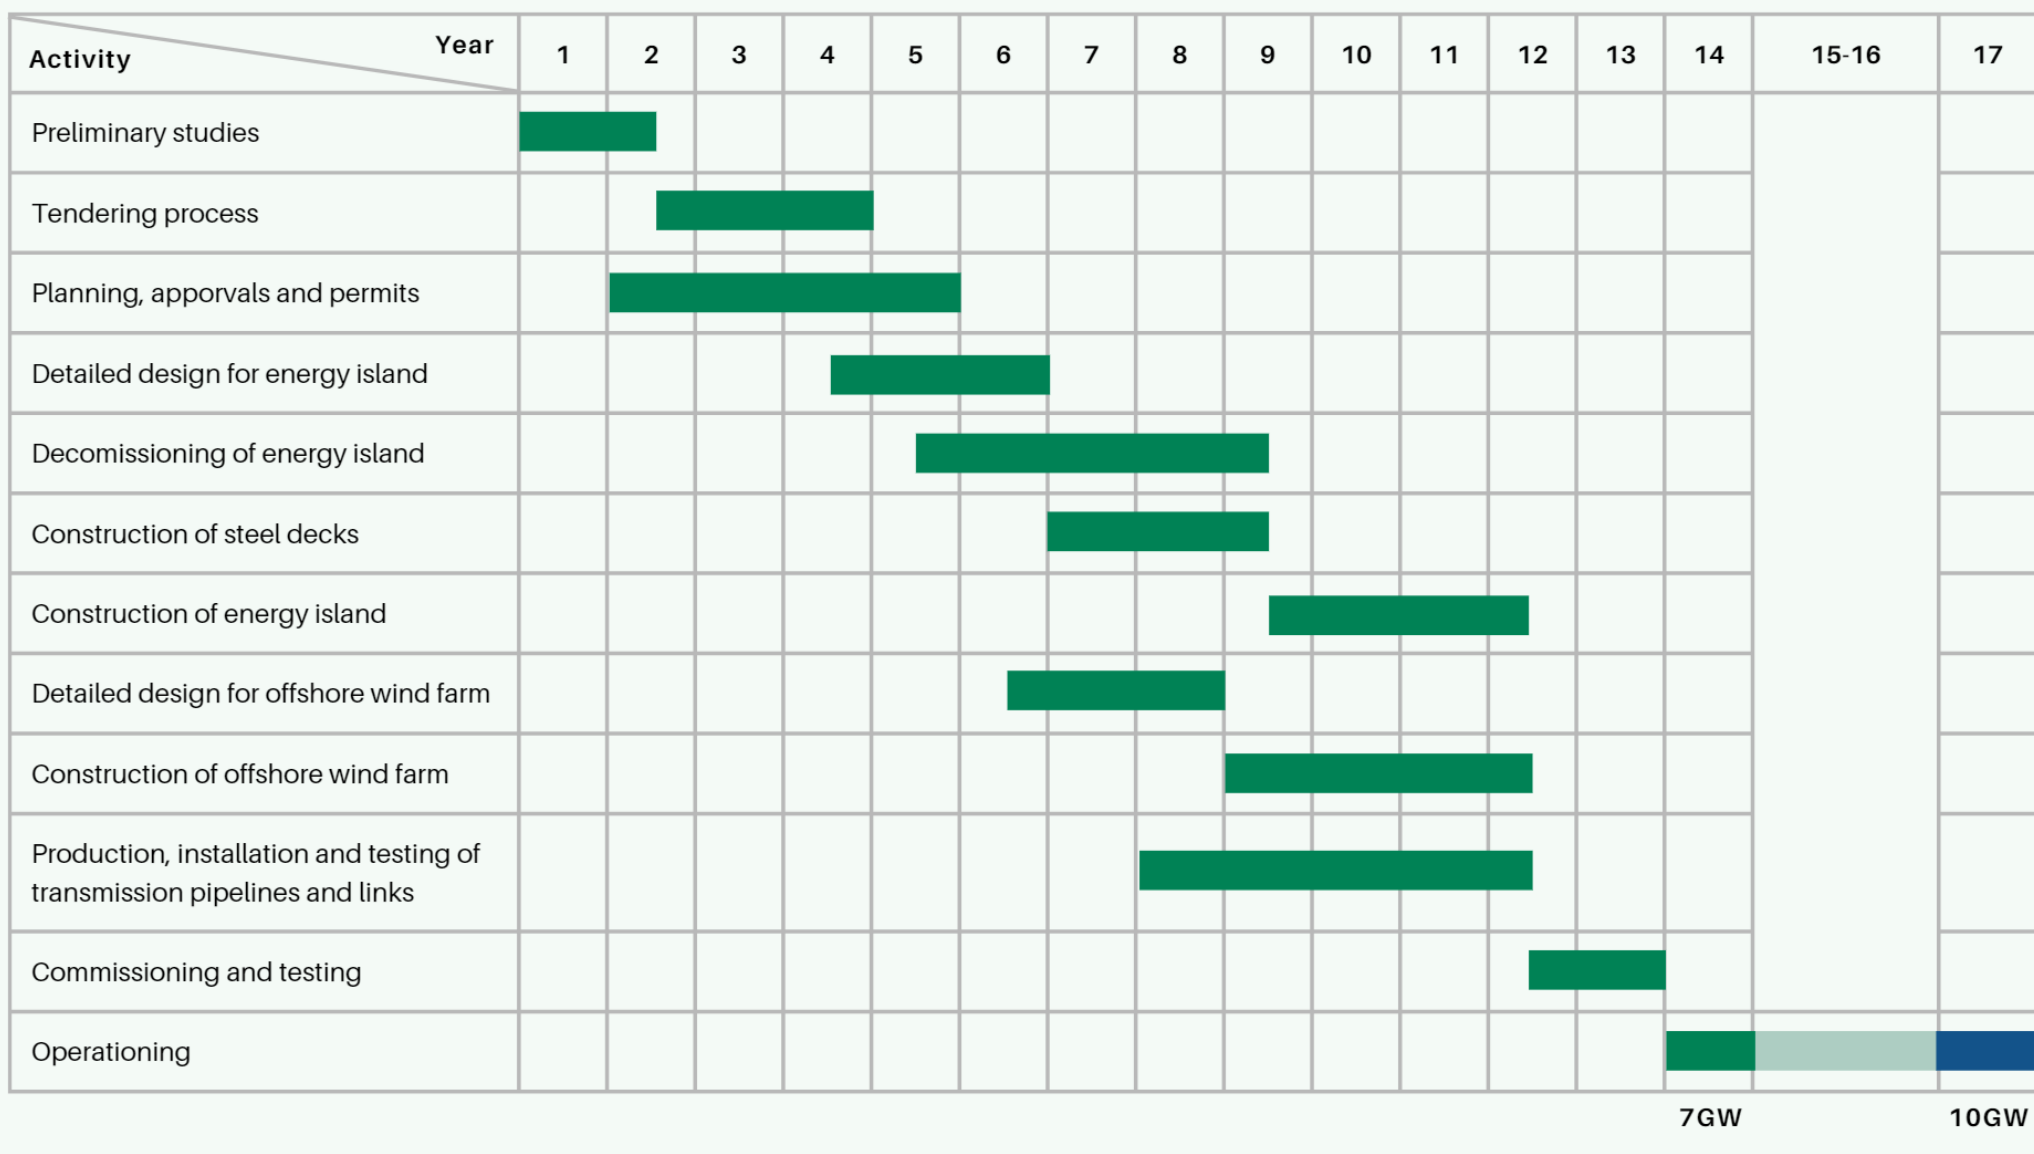 Year
Activity
1 2 3 4 5 6 7 8 9 10 11 12 13 14 15-16 17
Preliminary studies
Tendering process
Planning, apporvals and permits
Detailed design for energy island
Decomissioning of energy island
Construction of steel decks
Construction of energy island
Detailed design for offshore wind farm
Construction of offshore wind farm
Production, installation and testing of
transmission pipelines and links
Commissioning and testing
Operationing
7GW 10GW